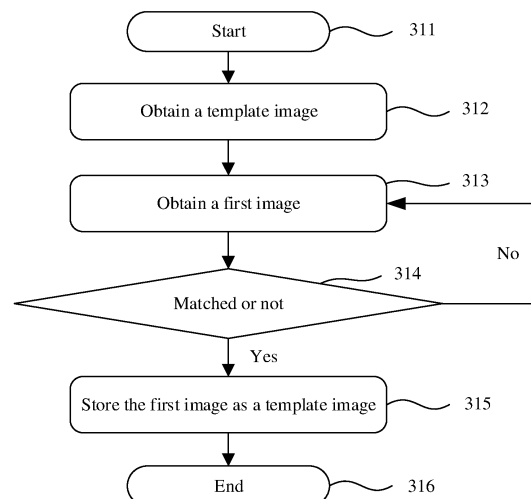 Start
311
Obtain a template image
312
Obtain a first image
313
Matched or not
314
No
Yes
Store the first image as a template image
315
End
316